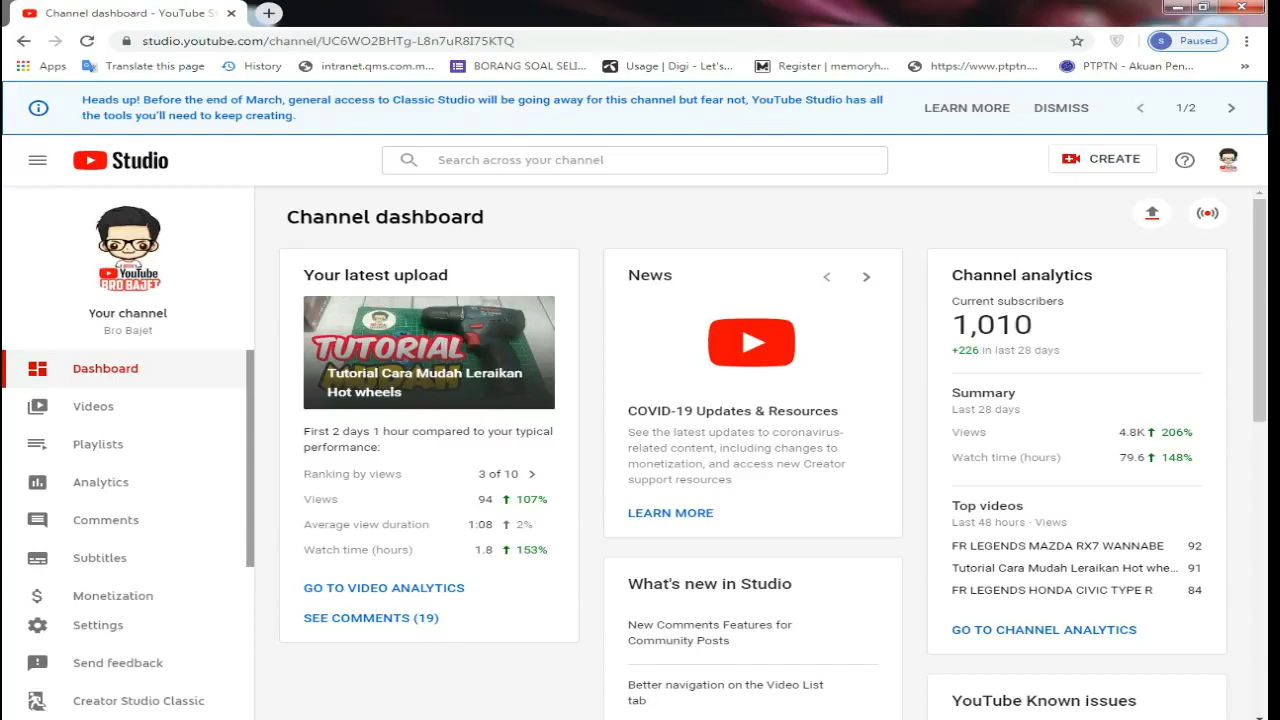 Channel dashboard - YouTube S
studio.youtube.com/channel/UC6WO2BHTg-L8n7uR8I75KTQ
S Paused
Apps Translate this page History intranet.qms.com.m... BORANG SOAL SELI... Usage | Digi - Let's... Register | memoryh... https://www.ptptn.... PTPTN - Akuan Pen... »
Heads up! Before the end of March, general access to Classic Studio will be going away for this channel but fear not, YouTube Studio has all
the tools you'll need to keep creating.
LEARN MORE DISMISS 1/2
Studio
Search across your channel
CREATE
YouTube
BRO BAJET
Your channel
Bro Bajet
Dashboard
Videos
Playlists
Analytics
Comments
Subtitles
Monetization
Settings
Send feedback
Creator Studio Classic
Channel dashboard
Your latest upload
TUTORIAL
MUDAH
Tutorial Cara Mudah Leraikan
Hot wheels
First 2 days 1 hour compared to your typical
performance:
Ranking by views 3 of 10
Views 94 107%
Average view duration 1:08 2%
Watch time (hours) 1.8 153%
GO TO VIDEO ANALYTICS
SEE COMMENTS (19)
News
COVID-19 Updates & Resources
See the latest updates to coronavirus-
related content, including changes to
monetization, and access new Creator
support resources
LEARN MORE
What's new in Studio
New Comments Features for
Community Posts
Better navigation on the Video List
tab
Channel analytics
Current subscribers
1,010
+226 in last 28 days
Summary
Last 28 days
Views 4.8K 206%
Watch time (hours) 79.6 148%
Top videos
Last 48 hours · Views
FR LEGENDS MAZDA RX7 WANNABE 92
Tutorial Cara Mudah Leraikan Hot whe... 91
FR LEGENDS HONDA CIVIC TYPE R 84
GO TO CHANNEL ANALYTICS
YouTube Known issues